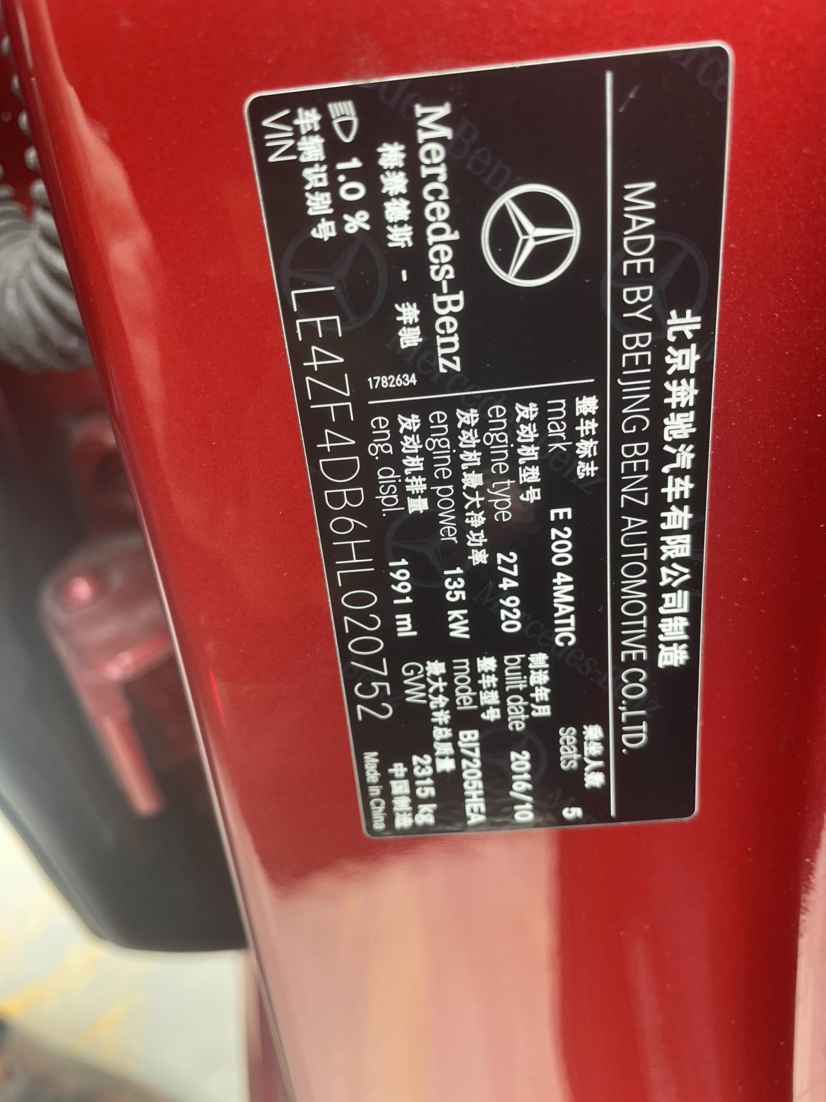 北京奔驰汽车有限公司制造
MADE BY BEIJING BENZ AUTOMOTIVE CO.,LTD.
Mercedes-Benz
梅赛德斯 - 奔驰
1.0 %
1782634
整车标志
mark E 200 4MATIC
乘坐人数
seats 5
发动机型号
engine type 274 920
制造年月
built date 2016/10
发动机最大净功率
engine power 135 kW
整车型号
model BJ7205HEA
发动机排量
eng. displ. 1991 ml
最大允许总质量
GVW 2315 kg
车辆识别号
VIN LE4ZF4DB6HL020752
中国制造
Made in China